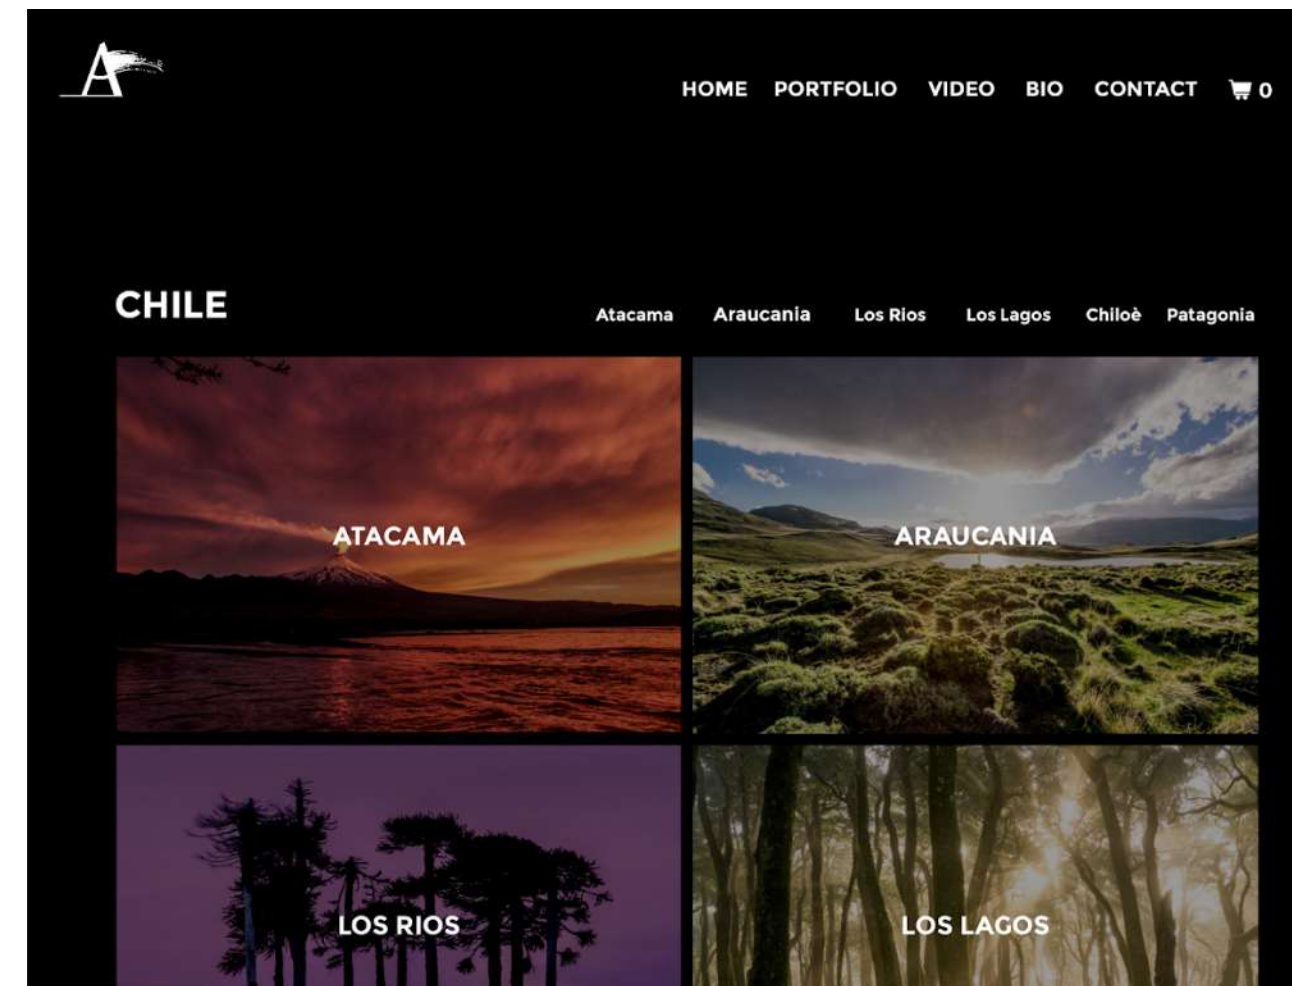 A
HOME PORTFOLIO VIDEO BIO CONTACT 0
CHILE
Atacama Araucania Los Rios Los Lagos Chiloè Patagonia
ATACAMA
ARAUCANIA
LOS RIOS
LOS LAGOS